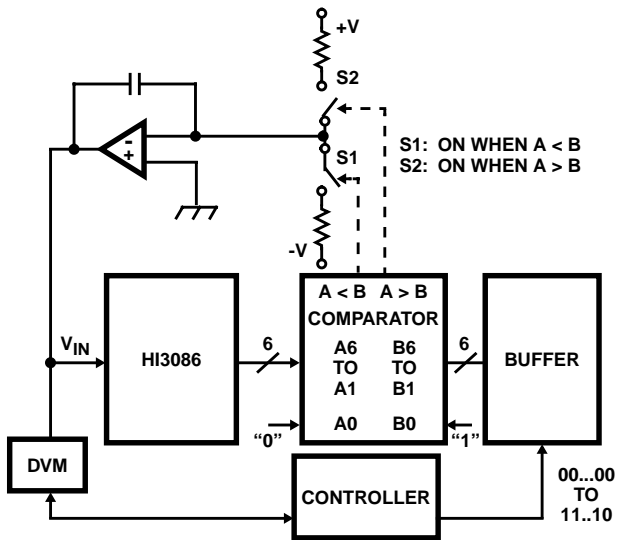 +V
S2
-
+
S1
S1: ON WHEN A < B
S2: ON WHEN A > B
-V
A < B A > B
COMPARATOR
VIN
6
HI3086
A6 B6
TO TO
A1 B1
6
BUFFER
A0 B0
"0"
"1"
DVM
CONTROLLER
00...00
TO
11..10